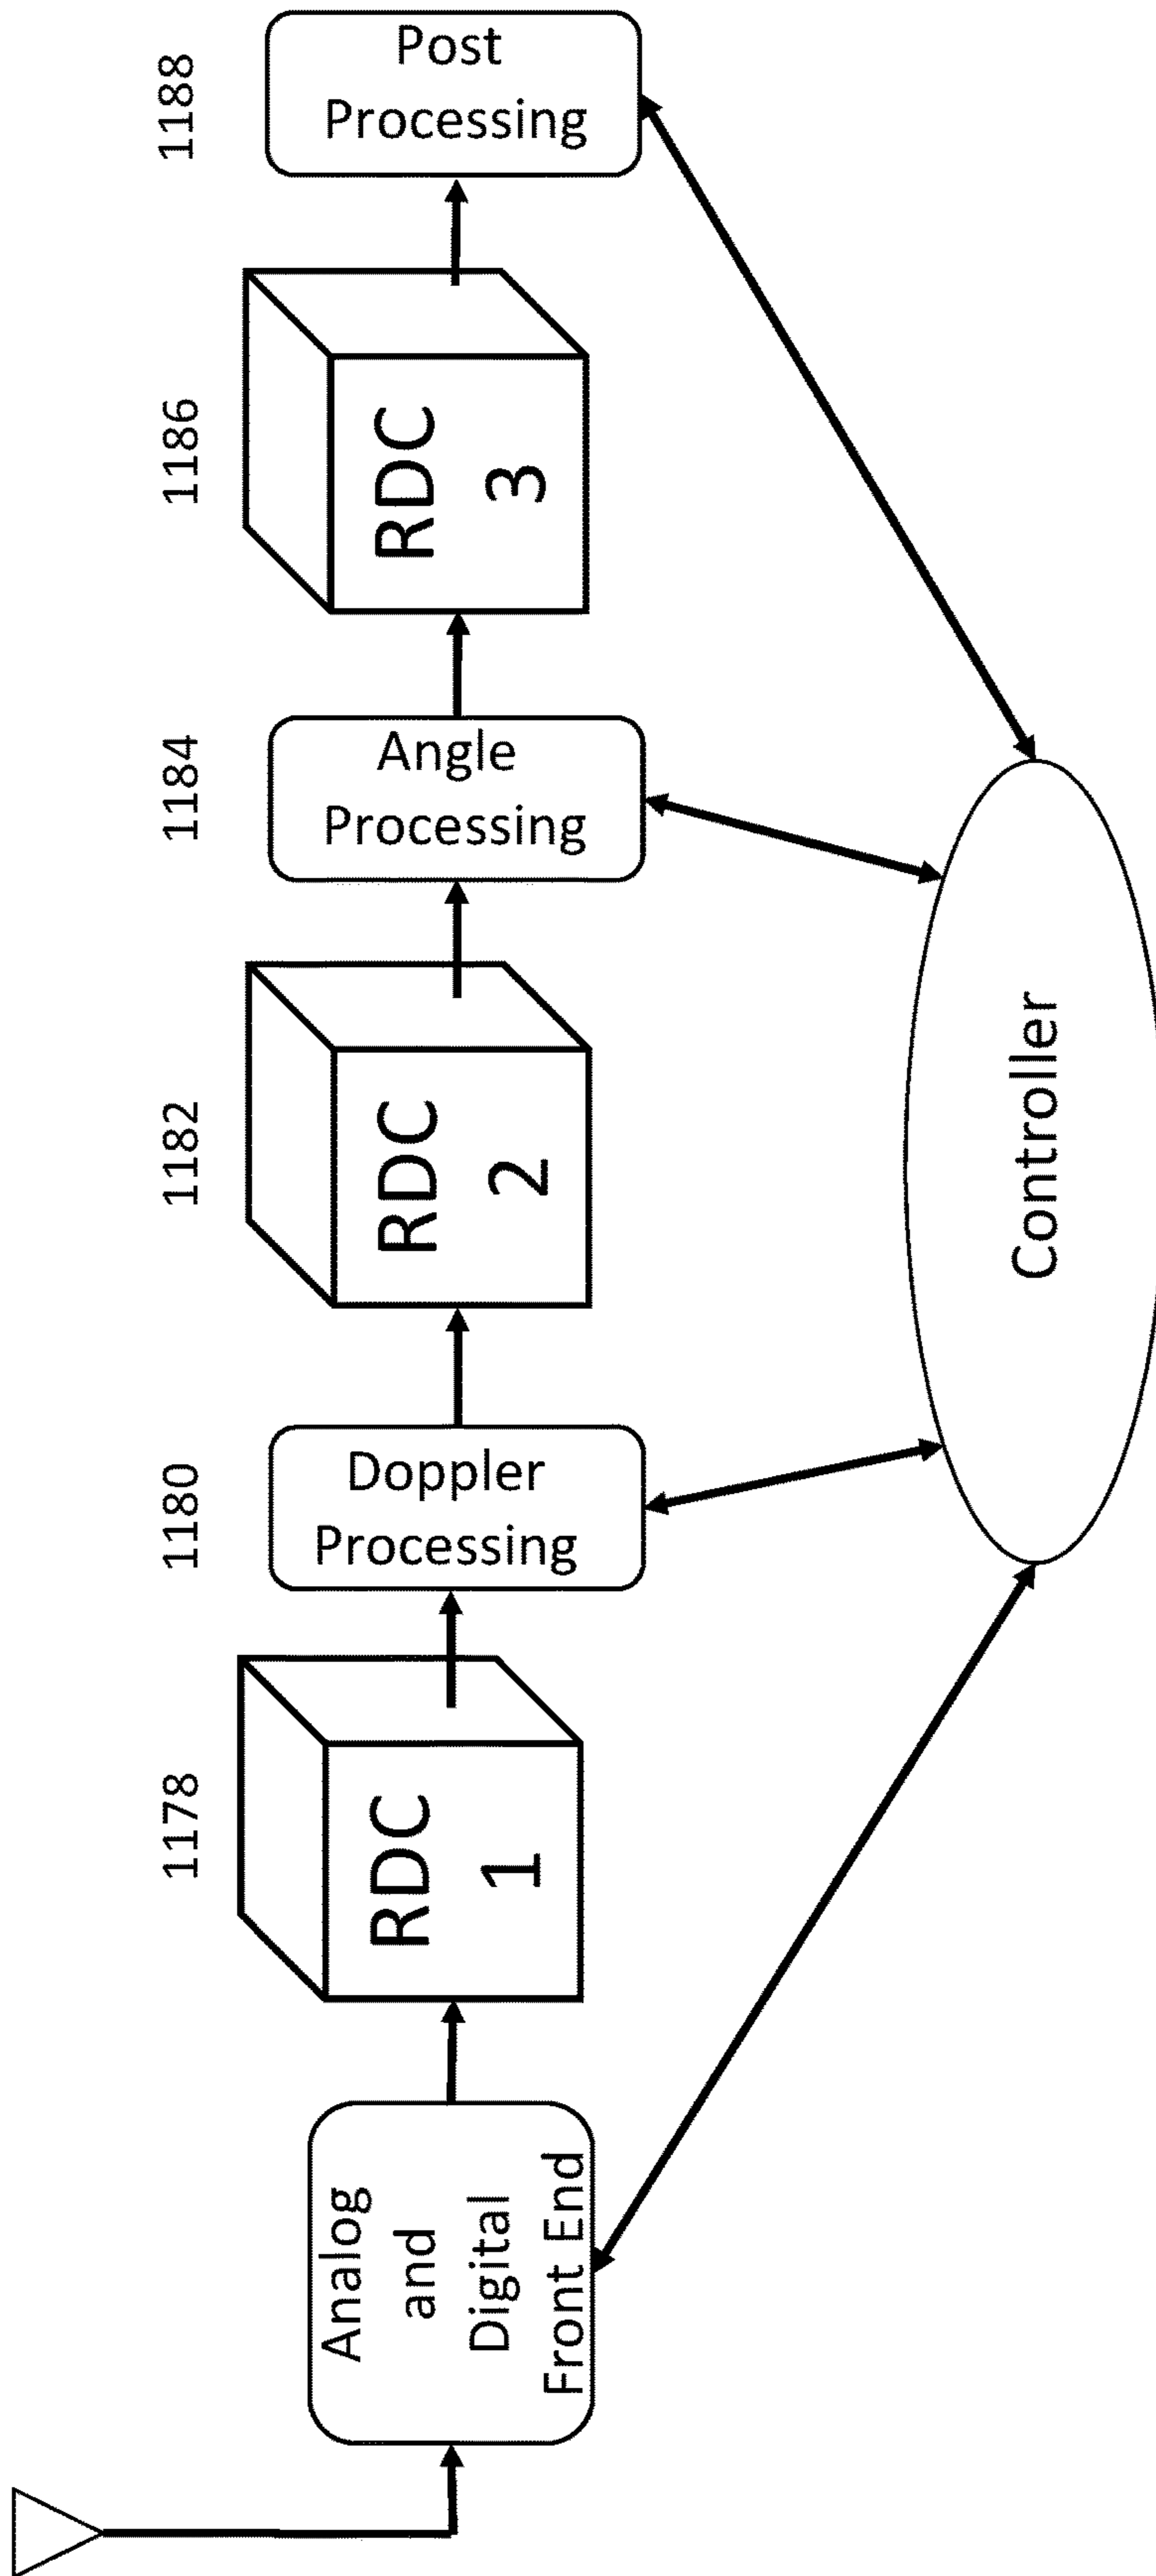 1178
1180
1182
1184
1186
1188
Analog
and
Digital
Front End
RDC
1
Doppler
Processing
RDC
2
Angle
Processing
RDC
3
Post
Processing
Controller